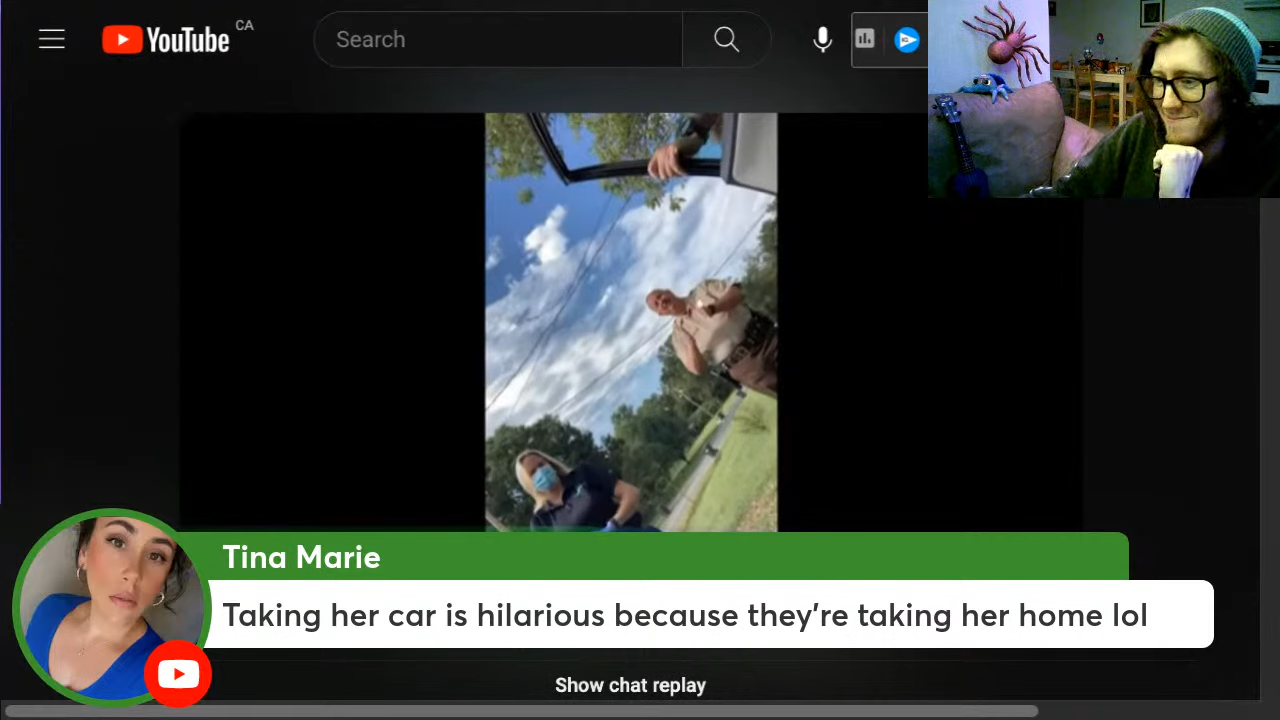 YouTube CA
Search
Tina Marie
Taking her car is hilarious because they're taking her home lol
Show chat replay